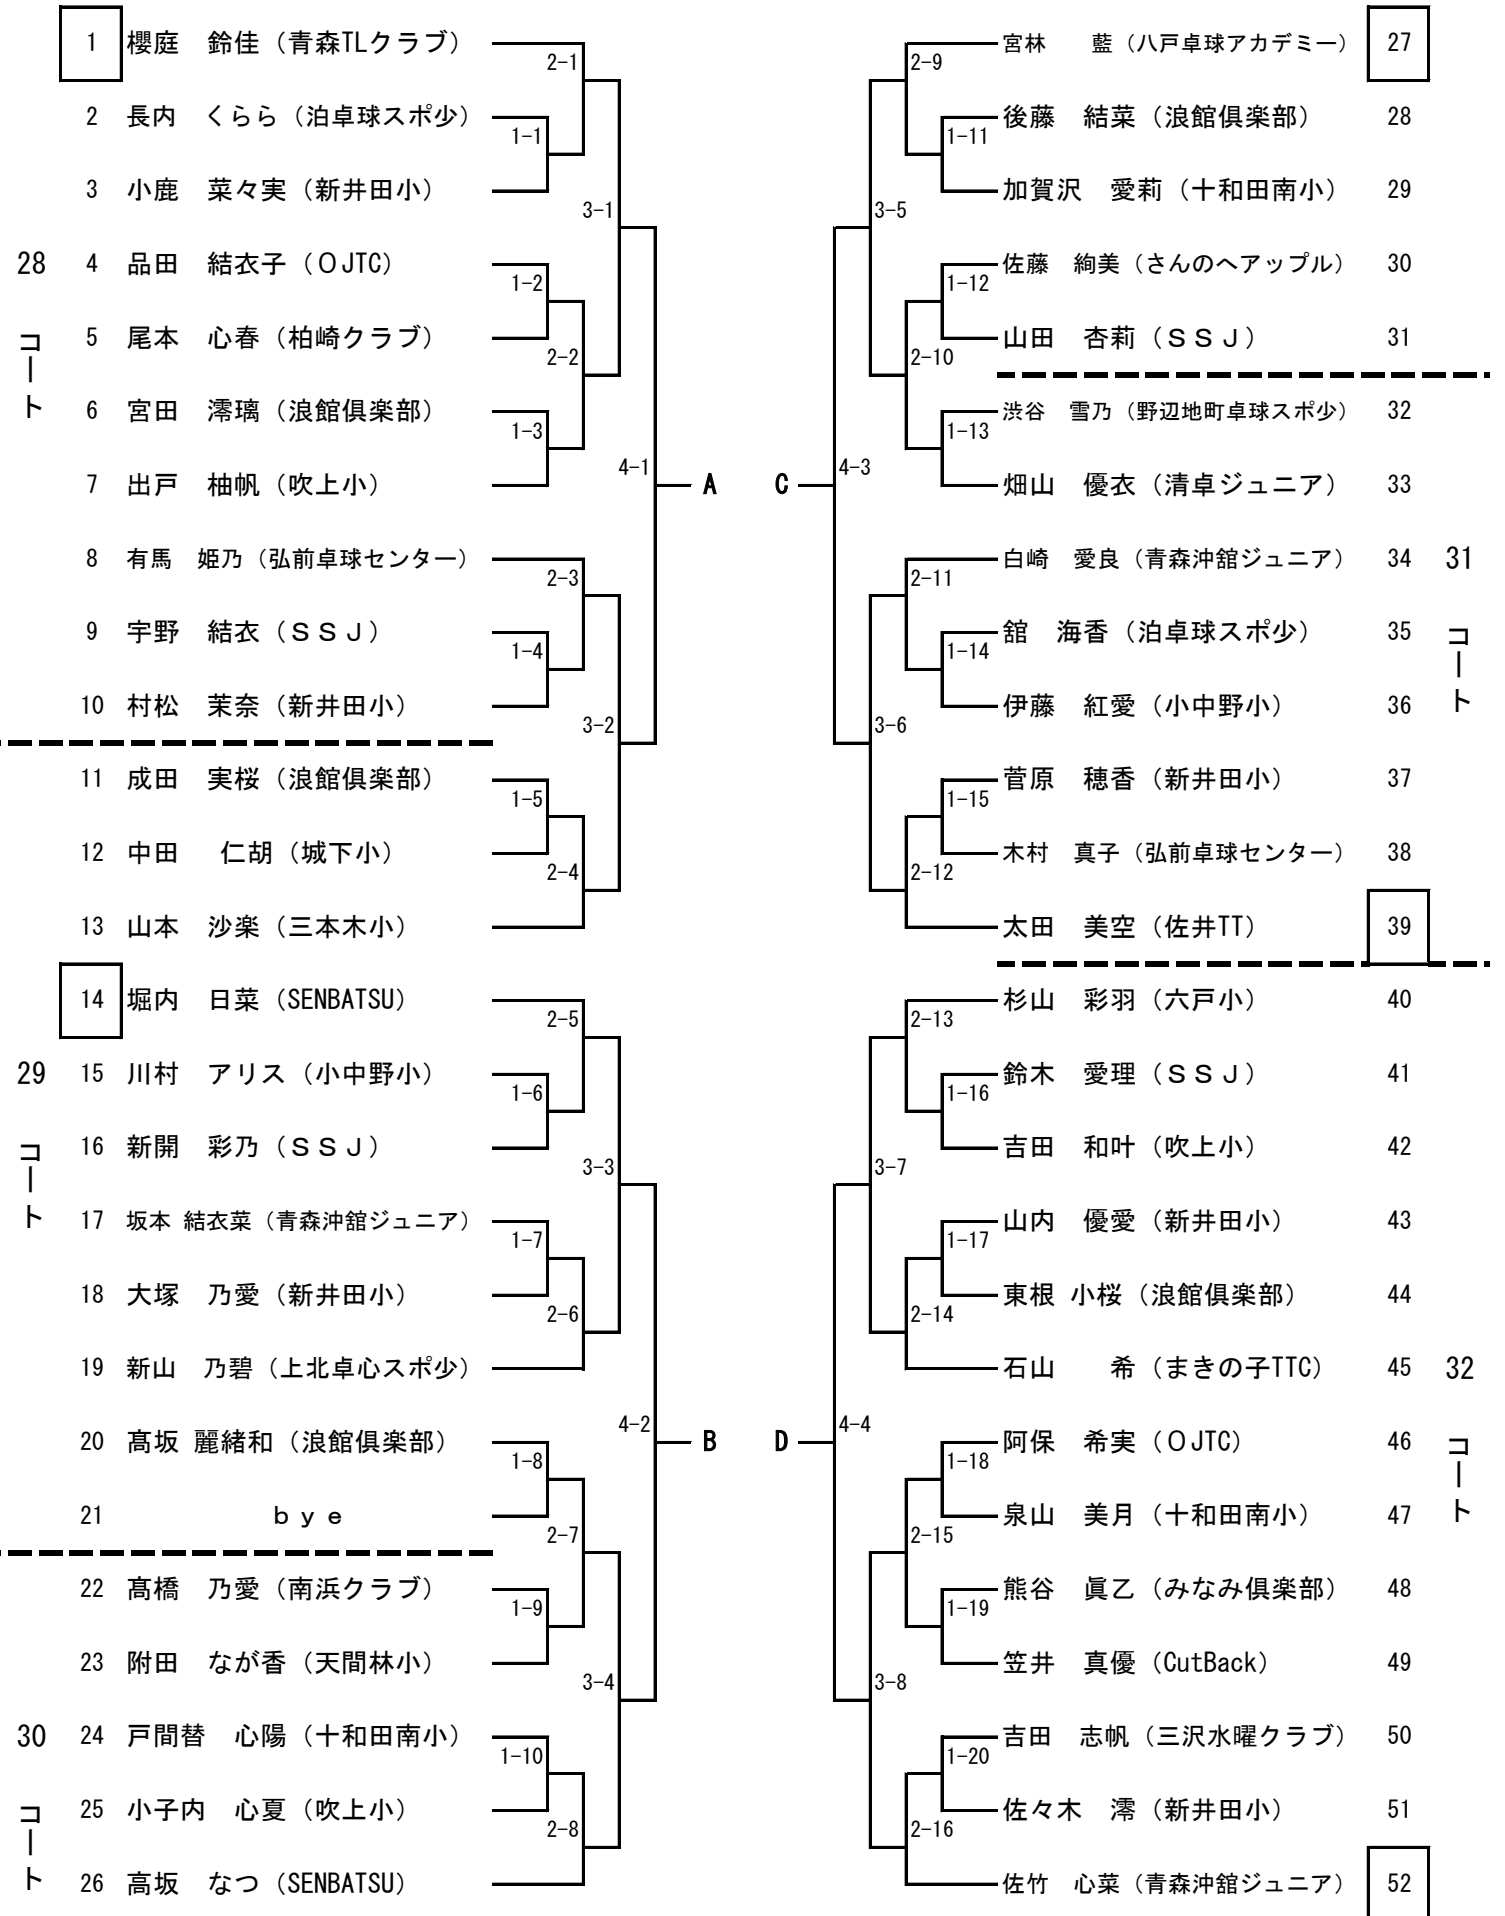 1 櫻庭　鈴佳（青森TLクラブ）
2-1
2 長内　くらら（泊卓球スポ少）
1-1
3 小鹿　菜々実（新井田小）
3-1
28 コート
4 品田　結衣子（ＯJTC）
1-2
5 尾本　心春（柏崎クラブ）
2-2
6 宮田　澪璃（浪館倶楽部）
1-3
4-1
7 出戸　柚帆（吹上小）
A
8 有馬　姫乃（弘前卓球センター）
2-3
9 宇野　結衣（ＳＳＪ）
1-4
10 村松　茉奈（新井田小）
3-2
11 成田　実桜（浪館倶楽部）
1-5
12 中田　仁胡（城下小）
2-4
13 山本　沙楽（三本木小）
14 堀内　日菜（SENBATSU）
2-5
29 コート
15 川村　アリス（小中野小）
1-6
16 新開　彩乃（ＳＳＪ）
3-3
17 坂本 結衣菜（青森沖舘ジュニア）
1-7
18 大塚　乃愛（新井田小）
2-6
19 新山　乃碧（上北卓心スポ少）
4-2
20 髙坂 麗緒和（浪館倶楽部）
B
1-8
21 ｂｙｅ
2-7
22 髙橋　乃愛（南浜クラブ）
1-9
23 附田　なが香（天間林小）
3-4
30 コート
24 戸間替　心陽（十和田南小）
1-10
25 小子内　心夏（吹上小）
2-8
26 高坂　なつ（SENBATSU）
宮林　藍（八戸卓球アカデミー） 27
2-9
後藤　結菜（浪館倶楽部） 28
1-11
加賀沢　愛莉（十和田南小） 29
3-5
佐藤　絢美（さんのへアップル） 30
1-12
山田　杏莉（ＳＳＪ） 31
2-10
渋谷　雪乃（野辺地町卓球スポ少） 32
1-13
4-3
畑山　優衣（清卓ジュニア） 33
C
白崎　愛良（青森沖舘ジュニア） 34
31 コート
2-11
舘　海香（泊卓球スポ少） 35
1-14
伊藤　紅愛（小中野小） 36
3-6
菅原　穂香（新井田小） 37
1-15
木村　真子（弘前卓球センター） 38
2-12
太田　美空（佐井TT） 39
杉山　彩羽（六戸小） 40
2-13
鈴木　愛理（ＳＳＪ） 41
1-16
吉田　和叶（吹上小） 42
3-7
山内　優愛（新井田小） 43
1-17
東根 小桜（浪館倶楽部） 44
2-14
石山　希（まきの子TTC） 45
32 コート
4-4
阿保　希実（ＯJTC） 46
D
1-18
泉山　美月（十和田南小） 47
2-15
熊谷　眞乙（みなみ倶楽部） 48
1-19
笠井　真優（CutBack） 49
3-8
吉田　志帆（三沢水曜クラブ） 50
1-20
佐々木　澪（新井田小） 51
2-16
佐竹　心菜（青森沖舘ジュニア） 52